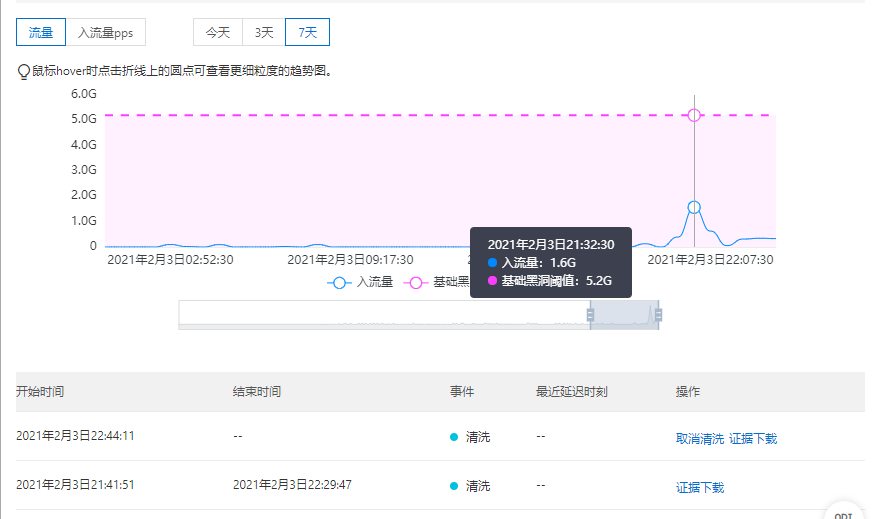 流量 入流量pps 今天 3天 7天
鼠标hover时点击折线上的圆点可查看更细粒度的趋势图。
6.0G
5.0G
4.0G
3.0G
2.0G
1.0G
0
2021年2月3日21:32:30
入流量：1.6G
基础黑洞阈值：5.2G
2021年2月3日02:52:30 2021年2月3日09:17:30 2021年2月3日22:07:30
入流量 基础黑
开始时间 结束时间 事件 最近延迟时刻 操作
2021年2月3日22:44:11 -- 清洗 -- 取消清洗 证据下载
2021年2月3日21:41:51 2021年2月3日22:29:47 清洗 -- 证据下载